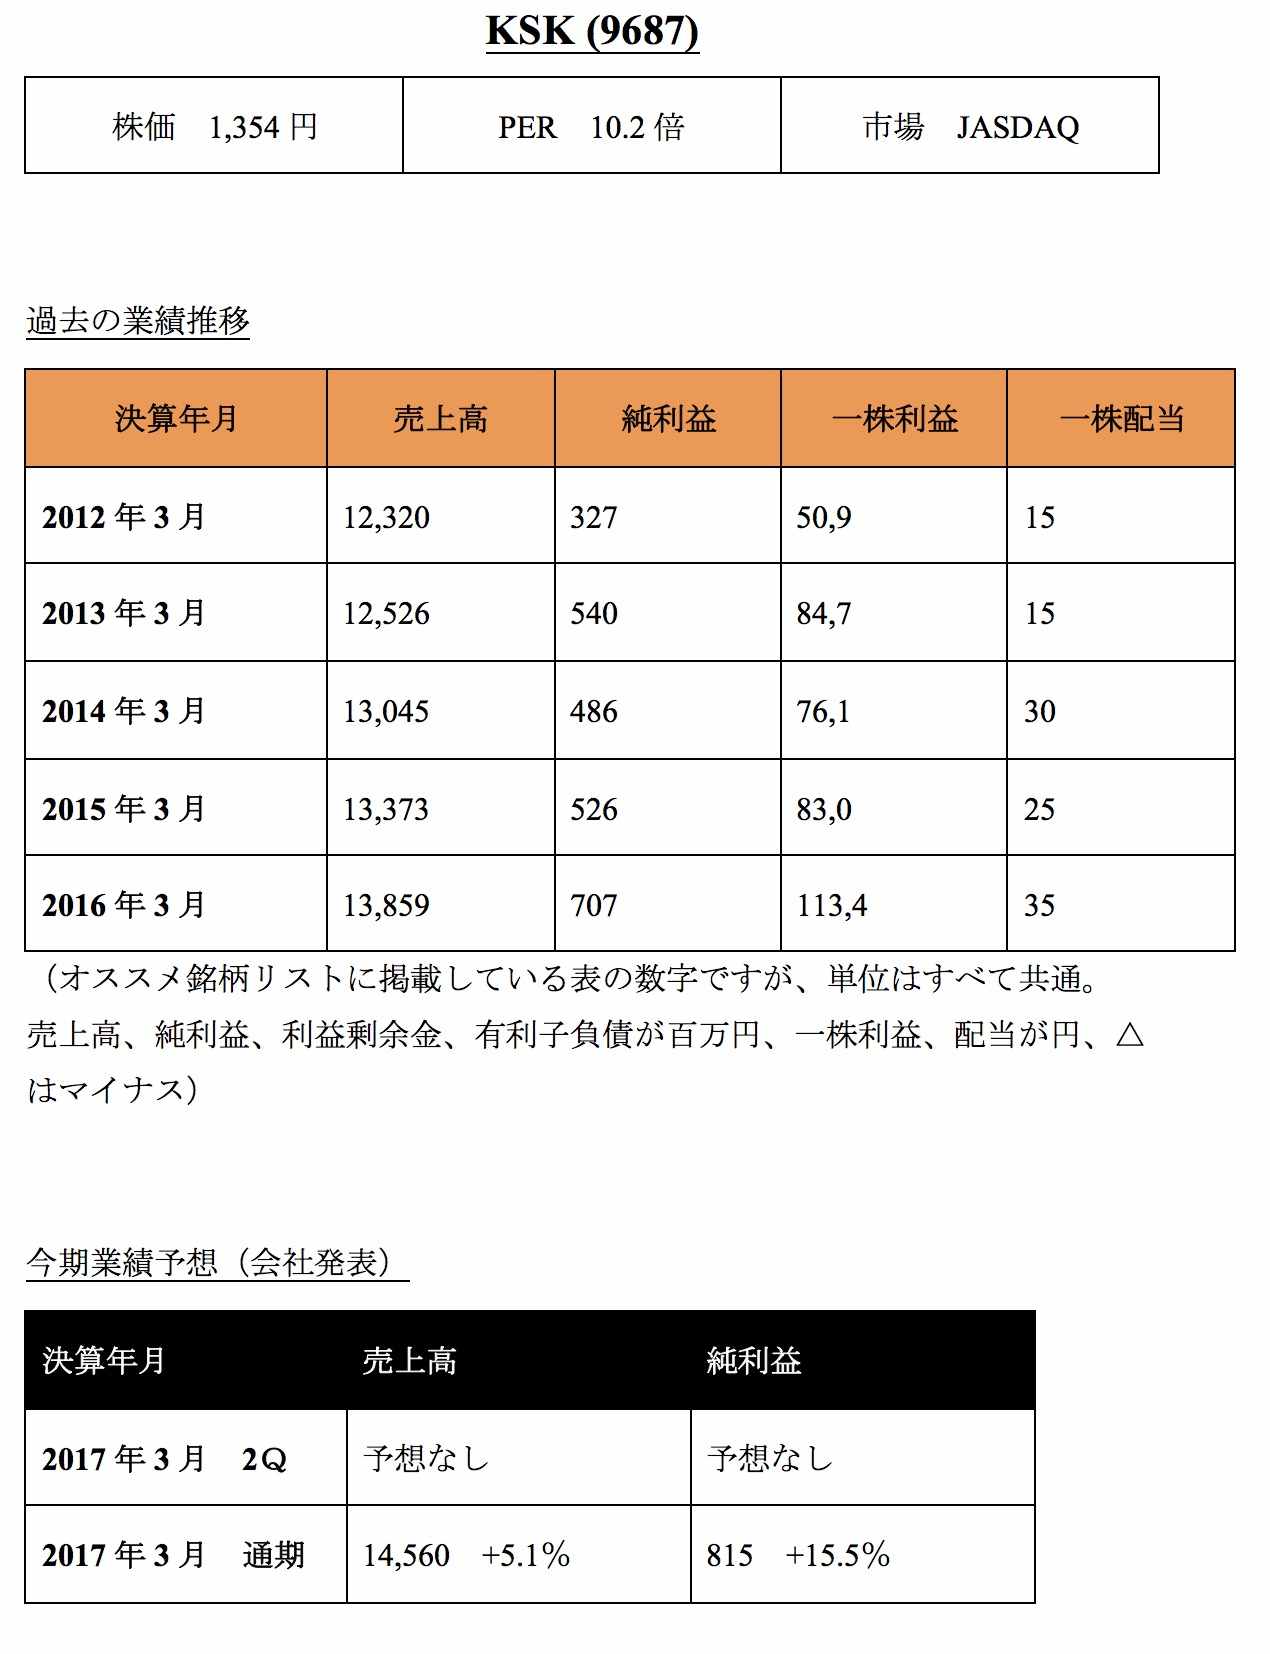 KSK (9687)
株価　1,354 円　PER　10.2 倍　市場　JASDAQ
過去の業績推移
決算年月　売上高　純利益　一株利益　一株配当
2012 年 3 月　12,320　327　50,9　15
2013 年 3 月　12,526　540　84,7　15
2014 年 3 月　13,045　486　76,1　30
2015 年 3 月　13,373　526　83,0　25
2016 年 3 月　13,859　707　113,4　35
（オススメ銘柄リストに掲載している表の数字ですが、単位はすべて共通。
売上高、純利益、利益剰余金、有利子負債が百万円、一株利益、配当が円、△
はマイナス）
今期業績予想（会社発表）
決算年月　売上高　純利益
2017 年 3 月　2Ｑ　予想なし　予想なし
2017 年 3 月　通期　14,560　+5.1％　815　+15.5％